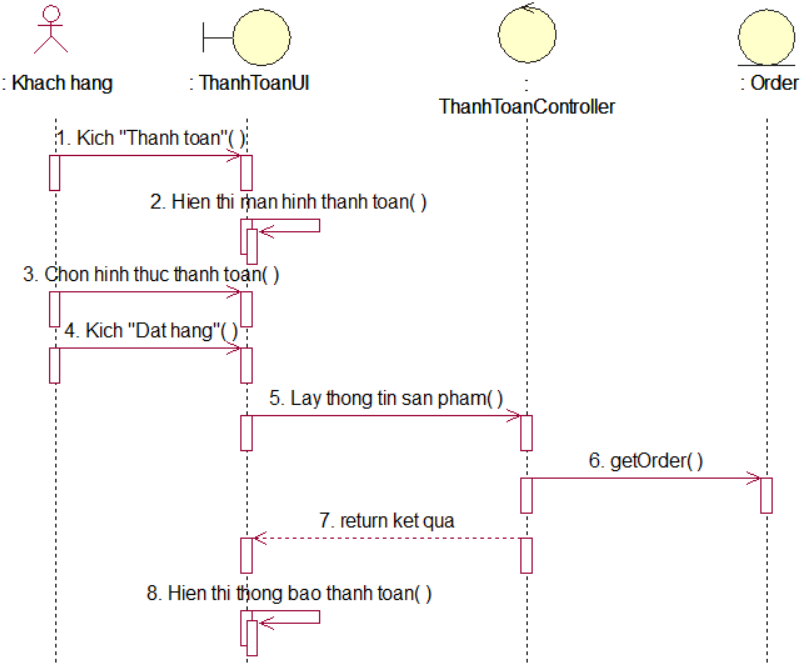 : Khach hang
: ThanhToanUI
:
ThanhToanController
: Order
1. Kich "Thanh toan"( )
2. Hien thi man hinh thanh toan( )
3. Chon hinh thuc thanh toan( )
4. Kich "Dat hang"( )
5. Lay thong tin san pham( )
6. getOrder( )
7. return ket qua
8. Hien thi thong bao thanh toan( )